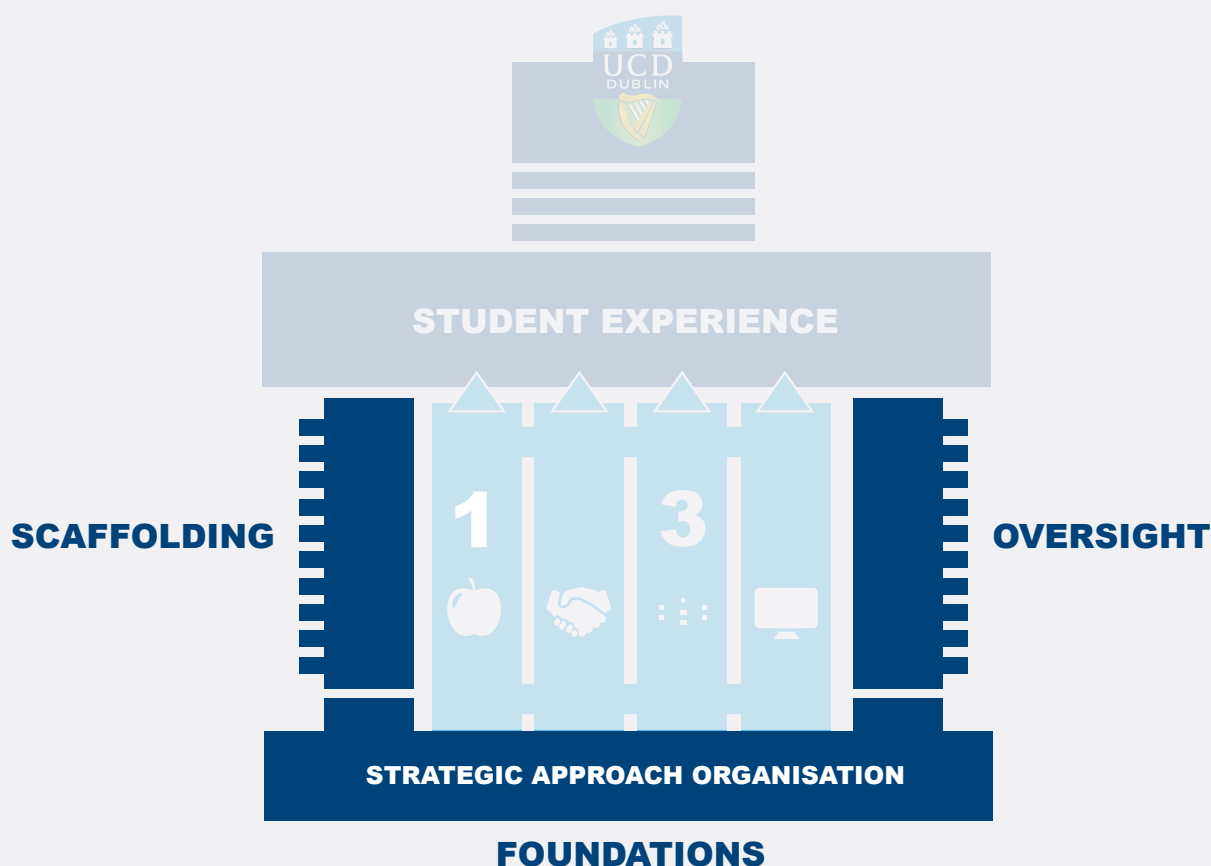 UCD
DUBLIN
STUDENT EXPERIENCE
1
3
SCAFFOLDING
OVERSIGHT
STRATEGIC APPROACH ORGANISATION
FOUNDATIONS